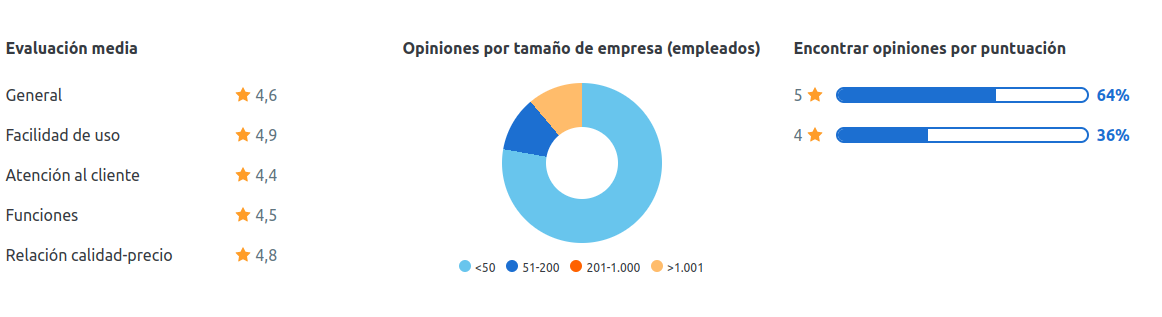 Evaluación media
General 4,6
Facilidad de uso 4,9
Atención al cliente 4,4
Funciones 4,5
Relación calidad-precio 4,8
Opiniones por tamaño de empresa (empleados)
<50 51-200 201-1.000 >1.001
Encontrar opiniones por puntuación
5 64%
4 36%